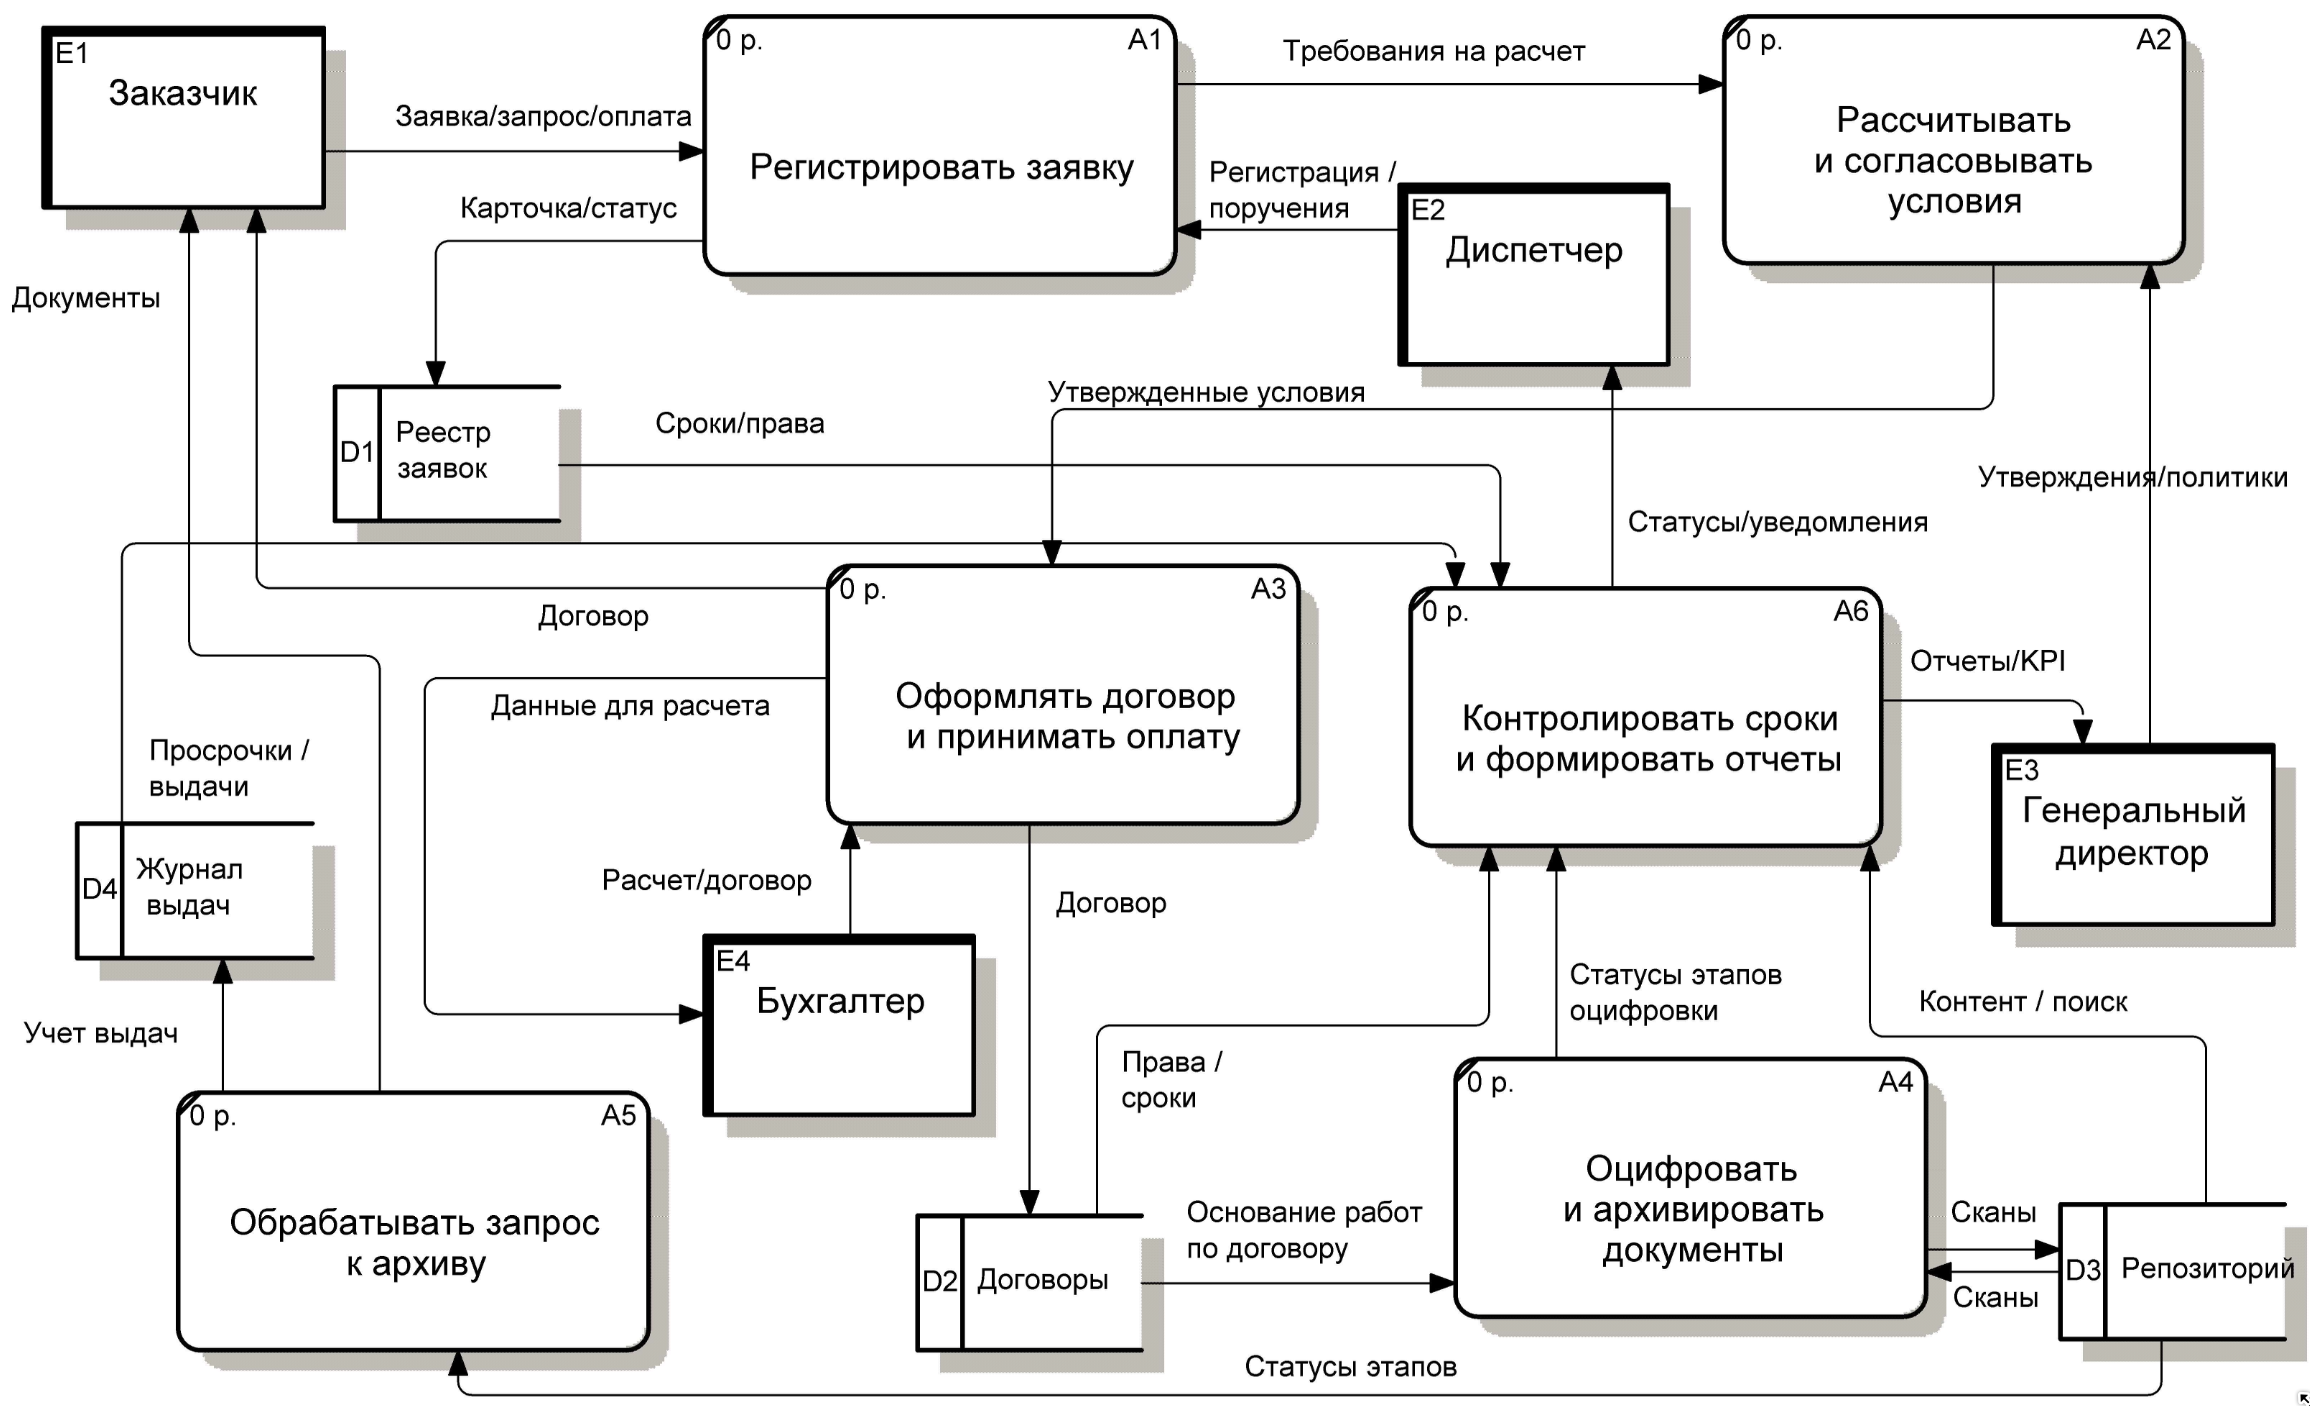 E1
Заказчик
0 р.
A1
Регистрировать заявку
Требования на расчет
0 р.
A2
Рассчитывать
и согласовывать
условия
Заявка/запрос/оплата
Карточка/статус
Регистрация /
поручения
E2
Диспетчер
Документы
Утвержденные условия
D1
Реестр
заявок
Сроки/права
Утверждения/политики
Статусы/уведомления
0 р.
A3
Оформлять договор
и принимать оплату
Договор
Данные для расчета
0 р.
A6
Контролировать сроки
и формировать отчеты
Отчеты/KPI
E3
Генеральный
директор
Просрочки /
выдачи
D4
Журнал
выдач
Расчет/договор
Договор
E4
Бухгалтер
Учет выдач
Статусы этапов
оцифровки
Контент / поиск
Права /
сроки
0 р.
A5
Обрабатывать запрос
к архиву
0 р.
A4
Оцифровать
и архивировать
документы
Основание работ
по договору
D2
Договоры
Сканы
Сканы
D3
Репозиторий
Статусы этапов